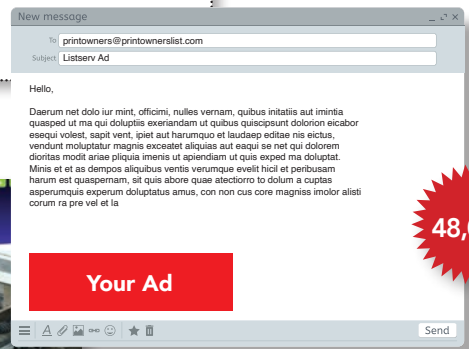 New message
To printowners@printownerslist.com
Subject Listserv Ad
Hello,
Daerum net dolo iur mint, officimi, nulles vernam, quibus initatiis aut imintia
quasped ut ma qui doluptiis exeriandam ut quibus quiscipsunt dolorion eicabor
esequi volest, sapit vent, ipiet aut harumquo et laudaep editae nis eictus,
vendunt moluptatur magnis exceatet aliquias aut eaqui se net qui dolorem
dioritas modit ariae pliquia imenis ut apiendiam ut quis exped ma doluptat.
Minis et et as dempos aliquibus ventis verumque evelit hicil et peribusam
harum est quaspernam, sit quis abore quae atectiorro to dolum a cuptas
asperumquis experum doluptatus amus, con non cus core magniss imolor alisti
corum ra pre vel et la
48,
Your Ad
A
Send